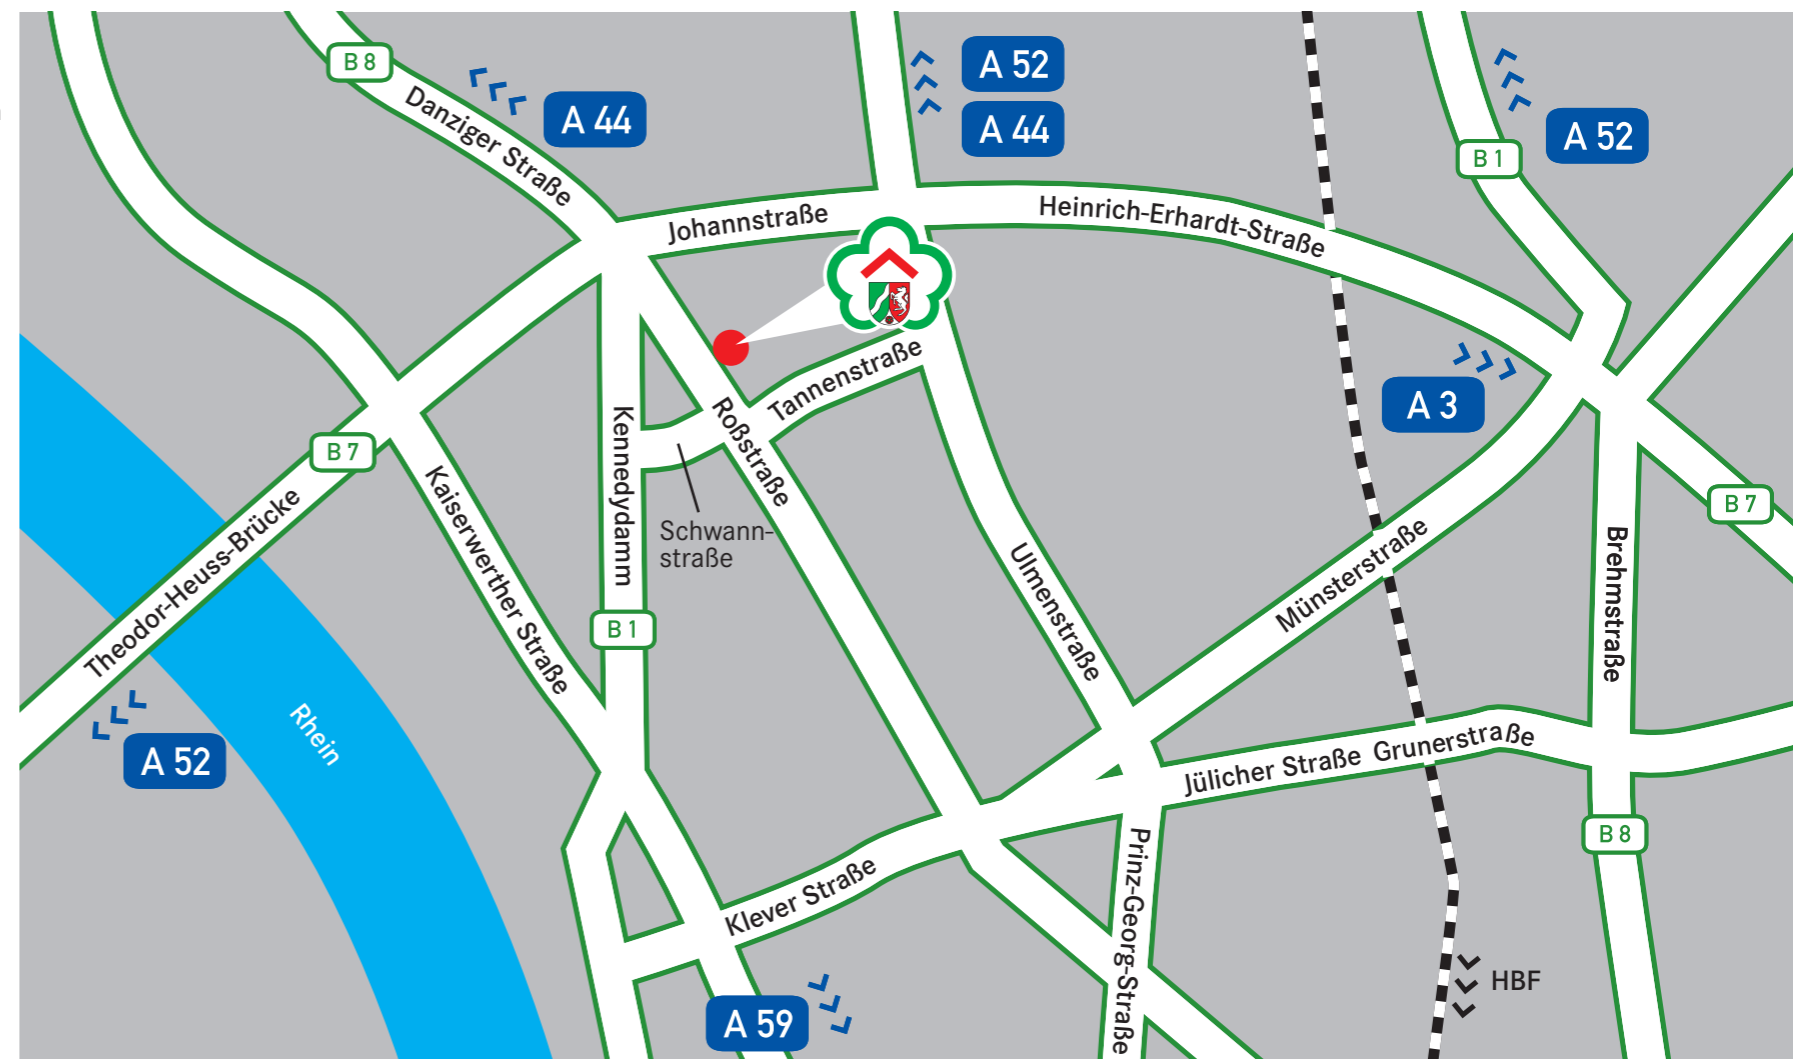 B 8
Danziger Straße
A 44
A 52
A 44
B 1
A 52
Johannstraße
Heinrich-Erhardt-Straße
A 3
Tannenstraße
Roßstraße
Kennedydamm
Schwann-
straße
B 7
Kaiserwerther Straße
Theodor-Heuss-Brücke
B 7
Ulmenstraße
Münsterstraße
Brehmstraße
B 1
Rhein
A 52
Jülicher Straße
Grunerstraße
B 8
Klever Straße
Prinz-Georg-Straße
HBF
A 59